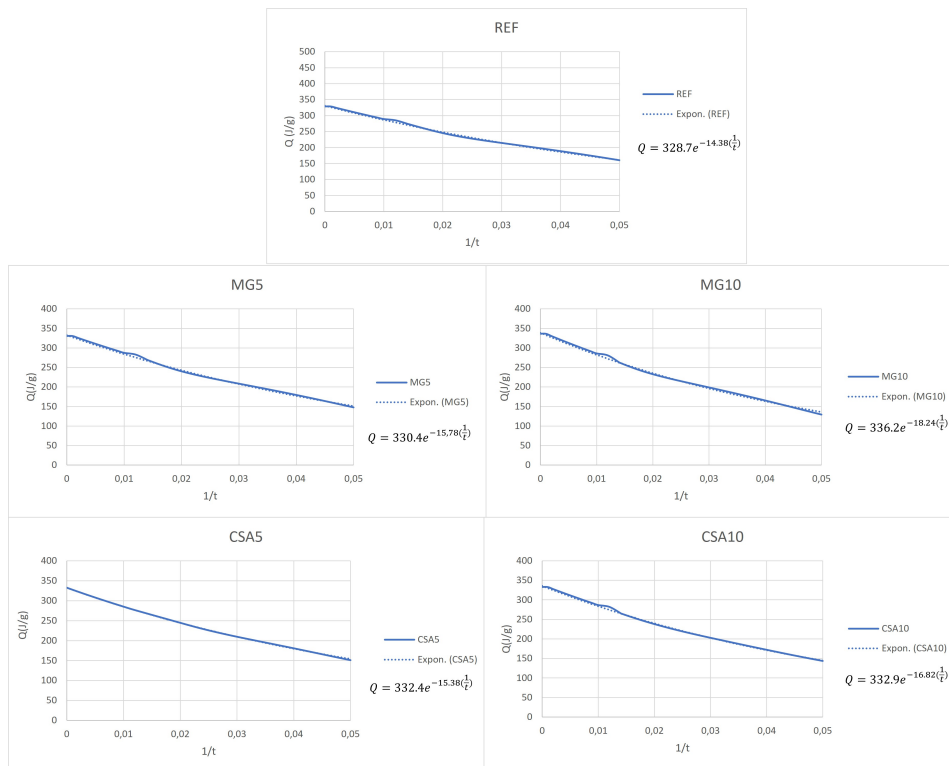 REF
500
450
400
350
300
250
200
150
100
50
0
Q (J/g)
0 0,01 0,02 0,03 0,04 0,05
1/t
REF
Expon. (REF)
Q = 328.7e^{-14.38(1/t)}
MG5
400
350
300
250
200
150
100
50
0
Q(J/g)
0 0,01 0,02 0,03 0,04 0,05
1/t
MG5
Expon. (MG5)
Q = 330.4e^{-15,78(1/t)}
MG10
400
350
300
250
200
150
100
50
0
Q(J/g)
0 0,01 0,02 0,03 0,04 0,05
1/t
MG10
Expon. (MG10)
Q = 336.2e^{-18.24(1/t)}
CSA5
400
350
300
250
200
150
100
50
0
Q(J/g)
0 0,01 0,02 0,03 0,04 0,05
1/t
CSA5
Expon. (CSA5)
Q = 332.4e^{-15.38(1/t)}
CSA10
400
350
300
250
200
150
100
50
0
Q(J/g)
0 0,01 0,02 0,03 0,04 0,05
1/t
CSA10
Expon. (CSA10)
Q = 332.9e^{-16.82(1/t)}